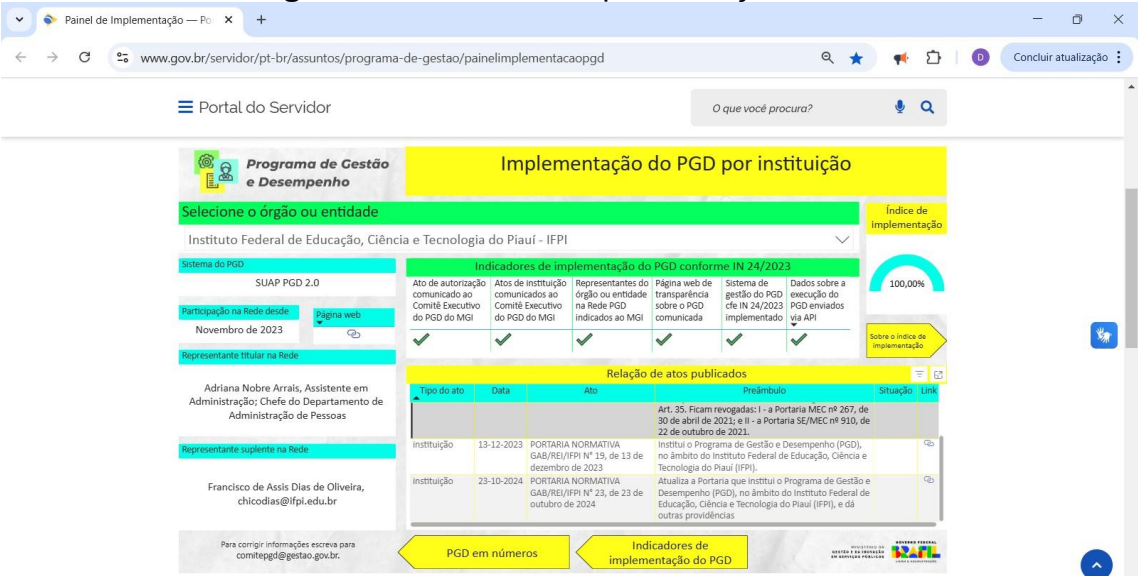 Painel de Implementação — Po
www.gov.br/servidor/pt-br/assuntos/programa-de-gestao/painelimplementacaopgd
D
Concluir atualização
Portal do Servidor
O que você procura?
Programa de Gestão
e Desempenho
Implementação do PGD por instituição
Selecione o órgão ou entidade
Instituto Federal de Educação, Ciência e Tecnologia do Piauí - IFPI
Índice de
implementação
100,00%
Sobre o índice de
implementação
Sistema do PGD
SUAP PGD 2.0
Participação na Rede desde
Novembro de 2023
Página web
Representante titular na Rede
Adriana Nobre Arrais, Assistente em
Administração; Chefe do Departamento de
Administração de Pessoas
Representante suplente na Rede
Francisco de Assis Dias de Oliveira,
chicodias@ifpi.edu.br
Indicadores de implementação do PGD conforme IN 24/2023
Ato de autorização
comunicado ao
Comitê Executivo
do PGD do MGI
Atos de instituição
comunicados ao
Comitê Executivo
do PGD do MGI
Representantes do
órgão ou entidade
na Rede PGD
indicados ao MGI
Página web de
transparência
sobre o PGD
comunicada
Sistema de
gestão do PGD
cfe IN 24/2023
implementado
Dados sobre a
execução do
PGD enviados
via API
Relação de atos publicados
Tipo do ato Data Ato Preâmbulo Situação Link
Art. 35. Ficam revogadas: I - a Portaria MEC nº 267, de
30 de abril de 2021; e II - a Portaria SE/MEC nº 910, de
22 de outubro de 2021.
instituição 13-12-2023 PORTARIA NORMATIVA
GAB/REI/IFPI N° 19, de 13 de
dezembro de 2023
Institui o Programa de Gestão e Desempenho (PGD),
no âmbito do Instituto Federal de Educação, Ciência e
Tecnologia do Piauí (IFPI).
instituição 23-10-2024 PORTARIA NORMATIVA
GAB/REI/IFPI N° 23, de 23 de
outubro de 2024
Atualiza a Portaria que institui o Programa de Gestão e
Desempenho (PGD), no âmbito do Instituto Federal de
Educação, Ciência e Tecnologia do Piauí (IFPI), e dá
outras providências
Para corrigir informações escreva para
comitepgd@gestao.gov.br.
PGD em números
Indicadores de
implementação do PGD
MINISTÉRIO DA
GESTÃO E DA INOVAÇÃO
EM SERVIÇOS PÚBLICOS
GOVERNO FEDERAL
BRASIL
UNIÃO E RECONSTRUÇÃO